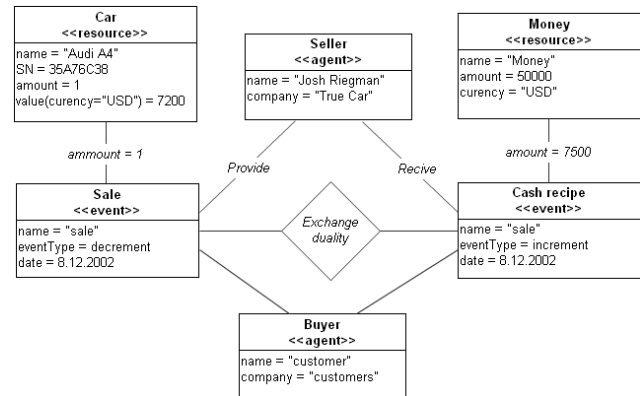 Car
<<resource>>
name = "Audi A4"
SN = 35A76C38
amount = 1
value(curency="USD") = 7200
Seller
<<agent>>
name = "Josh Riegman"
company = "True Car"
Money
<<resource>>
name = "Money"
amount = 50000
curency = "USD"
ammount = 1
amount = 7500
Provide
Recive
Sale
<<event>>
name = "sale"
eventType = decrement
date = 8.12.2002
Exchange
duality
Cash recipe
<<event>>
name = "sale"
eventType = increment
date = 8.12.2002
Buyer
<<agent>>
name = "customer"
company = "customers"